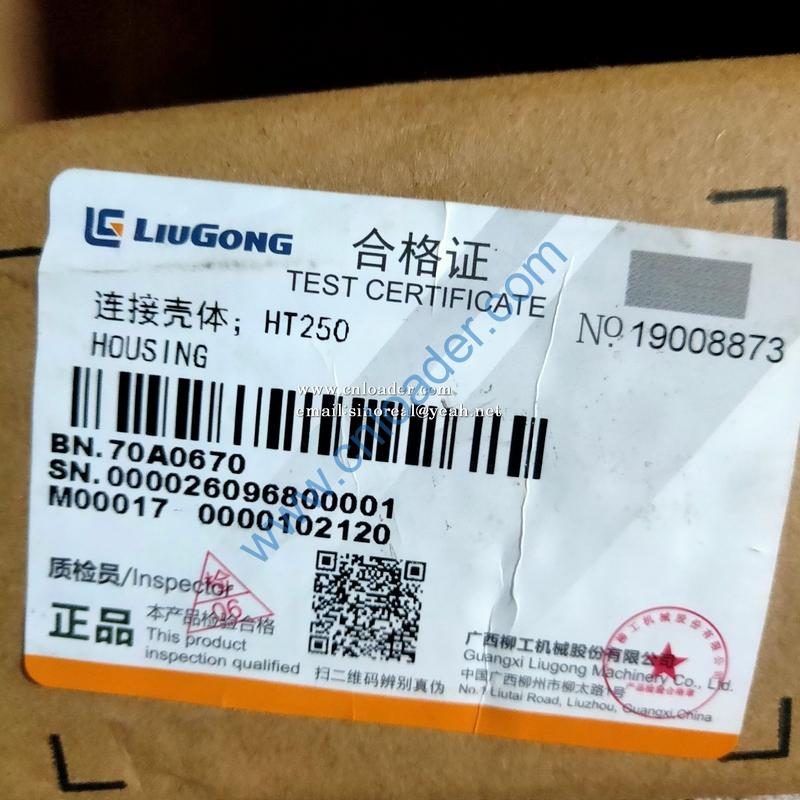 LIUGONG
合格证
TEST CERTIFICATE
连接壳体; HT250
HOUSING
Nº 19008873
www.cnloader.com
email:sinoreal@yeah.net
www.cnloader.com
BN.70A0670
SN.000026096800001
M00017 0000102120
质检员/Inspector
检
06
正品
本产品检验合格
This product
inspection qualified
扫二维码辨别真伪
广西柳工机械股份有限公司
Guangxi Liugong Machinery Co., Ltd.
中国广西柳州市柳太路1号
No.1 Liutai Road, Liuzhou, Guangxi,China